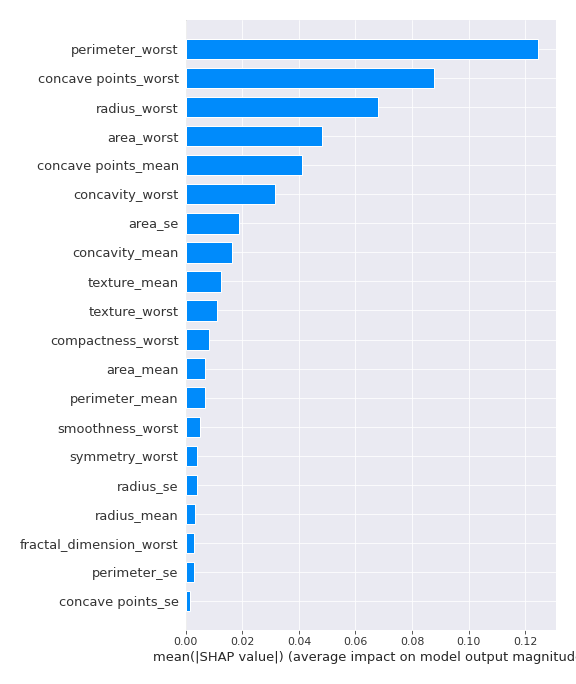 perimeter_worst
concave points_worst
radius_worst
area_worst
concave points_mean
concavity_worst
area_se
concavity_mean
texture_mean
texture_worst
compactness_worst
area_mean
perimeter_mean
smoothness_worst
symmetry_worst
radius_se
radius_mean
fractal_dimension_worst
perimeter_se
concave points_se
0.00 0.02 0.04 0.06 0.08 0.10 0.12
mean(|SHAP value|) (average impact on model output magnitud